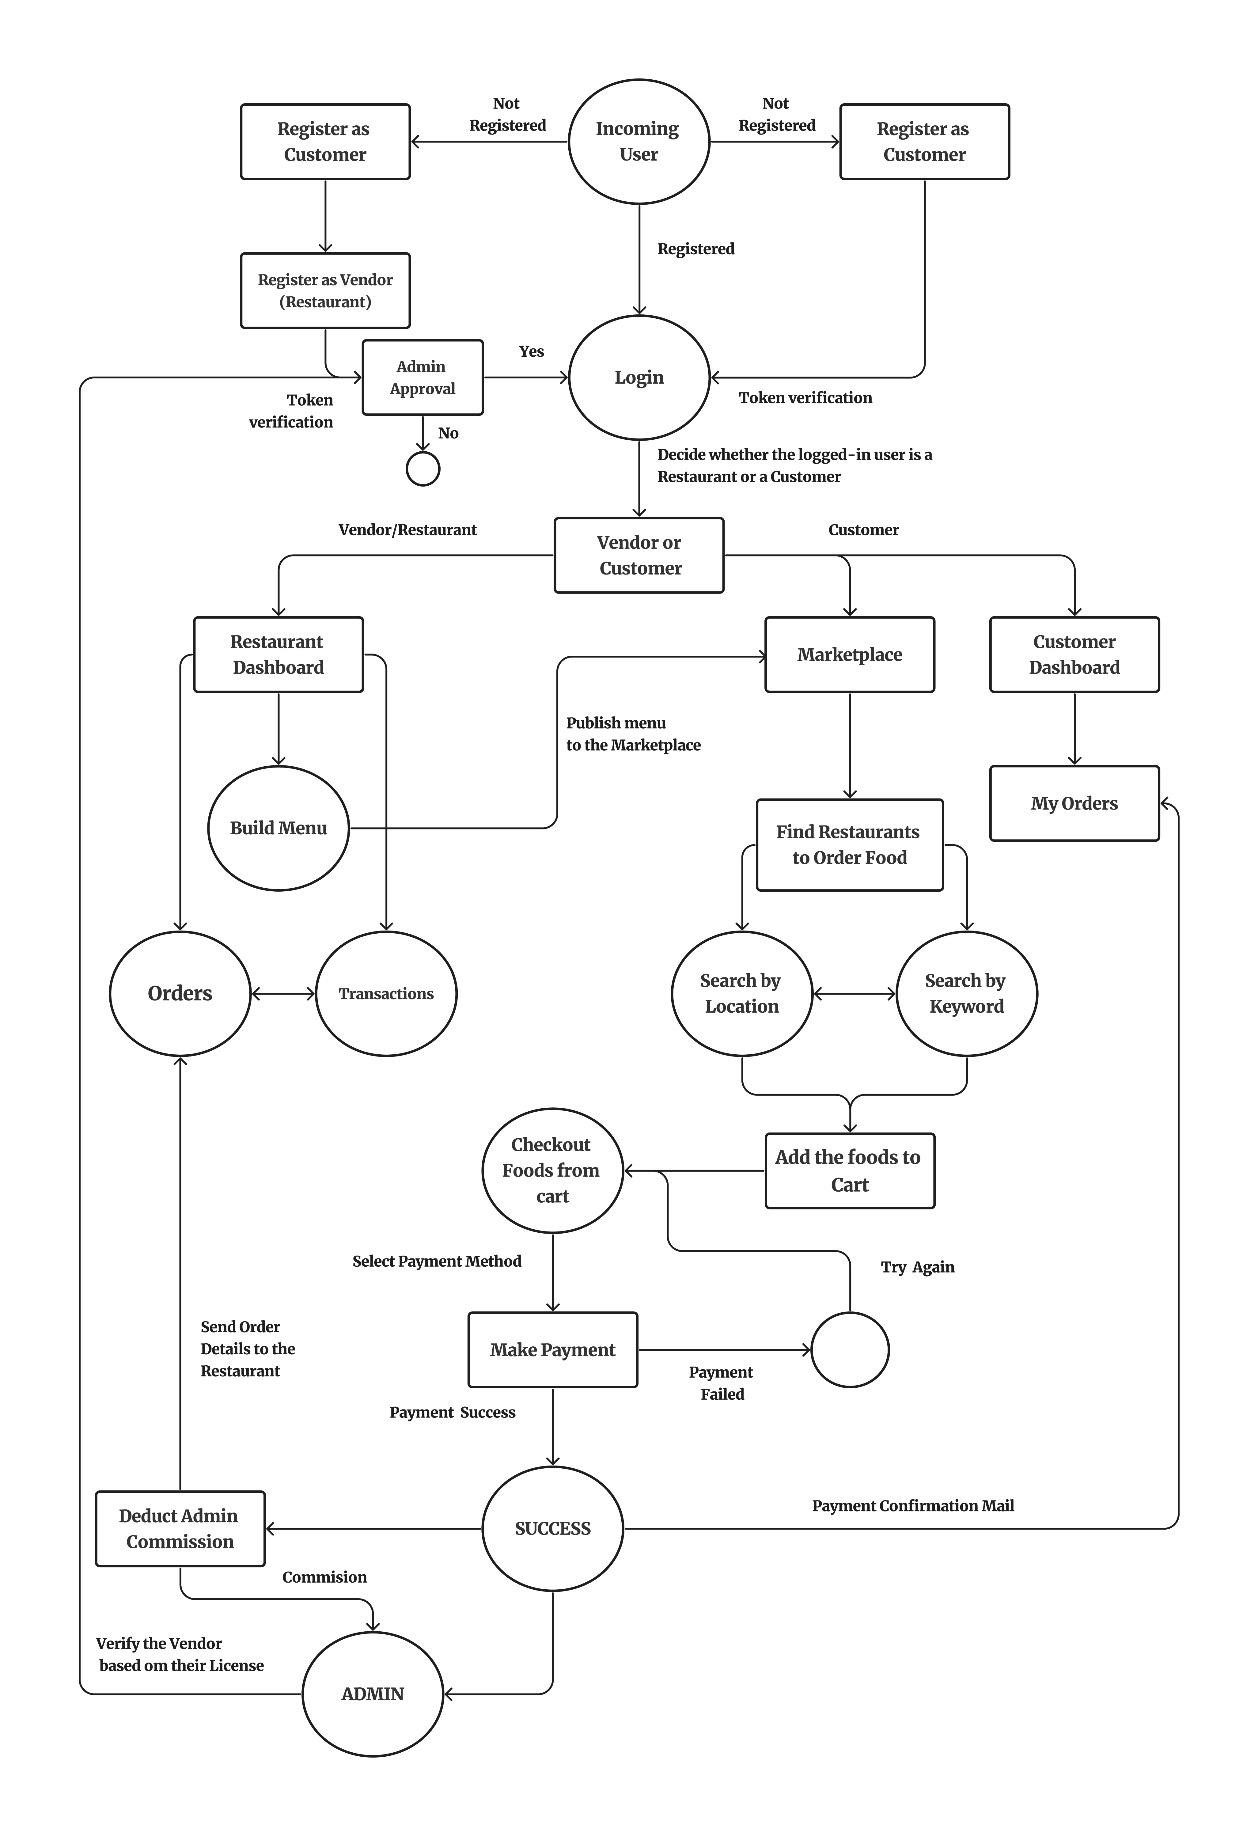 Not
Registered
Not
Registered
Register as
Customer
Incoming
User
Register as
Customer
Registered
Register as Vendor
(Restaurant)
Yes
Admin
Approval
Login
Token
verification
Token verification
No
Decide whether the logged-in user is a
Restaurant or a Customer
Vendor/Restaurant
Customer
Vendor or
Customer
Restaurant
Dashboard
Marketplace
Customer
Dashboard
Publish menu
to the Marketplace
Build Menu
Find Restaurants
to Order Food
My Orders
Orders
Transactions
Search by
Location
Search by
Keyword
Checkout
Foods from
cart
Add the foods to
Cart
Select Payment Method
Try Again
Send Order
Details to the
Restaurant
Make Payment
Payment
Failed
Payment Success
Deduct Admin
Commission
SUCCESS
Payment Confirmation Mail
Commision
Verify the Vendor
based om their License
ADMIN